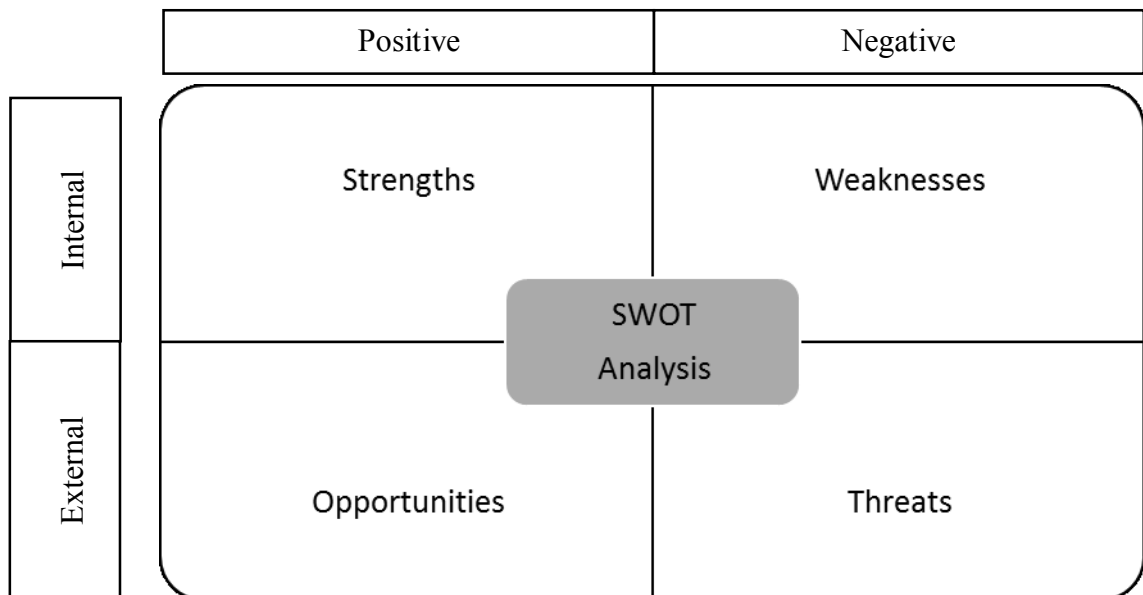 Positive
Negative
Internal
Strengths
Weaknesses
SWOT
Analysis
External
Opportunities
Threats